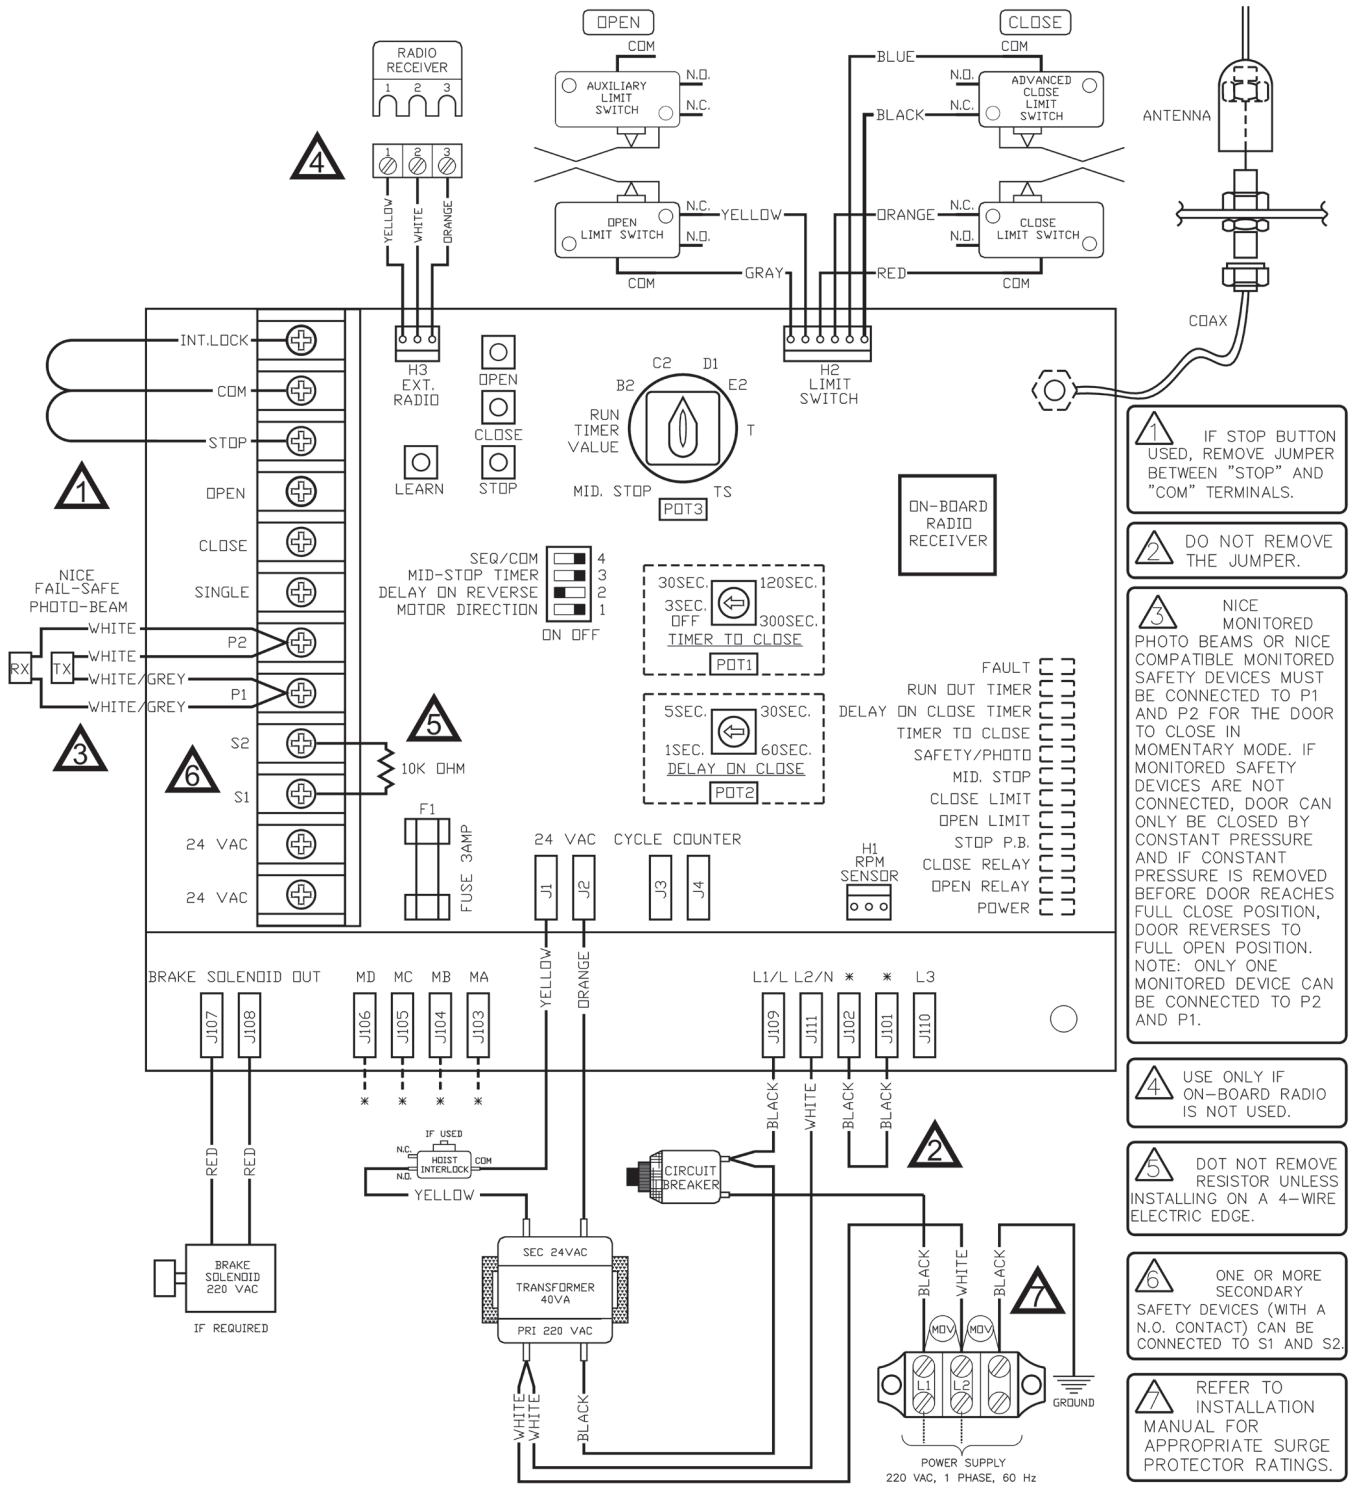 OPEN
COM
CLOSE
COM
RADIO
RECEIVER
1 2 3
1 2 3
4
YELLOW
WHITE
ORANGE
AUXILIARY
LIMIT
SWITCH
N.O.
N.C.
BLUE
BLACK
N.O.
N.C.
ADVANCED
CLOSE
LIMIT
SWITCH
ANTENNA
OPEN
LIMIT SWITCH
N.C.
N.O.
YELLOW
GRAY
COM
ORANGE
RED
N.C.
N.O.
CLOSE
LIMIT SWITCH
COM
COAX
INT.LOCK
COM
STOP
OPEN
CLOSE
SINGLE
P2
P1
S2
S1
24 VAC
24 VAC
1
NICE
FAIL-SAFE
PHOTO-BEAM
WHITE
WHITE
WHITE/GREY
WHITE/GREY
RX
TX
3
6
5
10K OHM
F1
FUSE 3AMP
H3
EXT.
RADIO
OPEN
CLOSE
LEARN
STOP
H2
LIMIT
SWITCH
C2 D1
B2 E2
RUN
TIMER
VALUE
T
MID. STOP TS
POT3
ON-BOARD
RADIO
RECEIVER
SEQ/COM 4
MID-STOP TIMER 3
DELAY ON REVERSE 2
MOTOR DIRECTION 1
ON OFF
30SEC. 120SEC.
3SEC.
OFF 300SEC.
TIMER TO CLOSE
POT1
5SEC. 30SEC.
1SEC. 60SEC.
DELAY ON CLOSE
POT2
FAULT
RUN OUT TIMER
DELAY ON CLOSE TIMER
TIMER TO CLOSE
SAFETY/PHOTO
MID. STOP
CLOSE LIMIT
OPEN LIMIT
STOP P.B.
CLOSE RELAY
OPEN RELAY
POWER
24 VAC CYCLE COUNTER
J1 J2 J3 J4
H1
RPM
SENSOR
YELLOW
ORANGE
BRAKE SOLENOID OUT
J107 J108
MD MC MB MA
J106 J105 J104 J103
* * * *
L1/L L2/N * * L3
J109 J111 J102 J101 J110
BLACK
WHITE
BLACK
BLACK
RED
RED
BRAKE
SOLENOID
220 VAC
IF REQUIRED
IF USED
N.C.
HOIST
INTERLOCK
COM
N.O.
YELLOW
SEC 24VAC
TRANSFORMER
40VA
PRI 220 VAC
WHITE
WHITE
BLACK
CIRCUIT
BREAKER
2
BLACK
WHITE
BLACK
7
MOV MOV
L1 L2
GROUND
POWER SUPPLY
220 VAC, 1 PHASE, 60 Hz
1 IF STOP BUTTON
USED, REMOVE JUMPER
BETWEEN "STOP" AND
"COM" TERMINALS.
2 DO NOT REMOVE
THE JUMPER.
3 NICE
MONITORED
PHOTO BEAMS OR NICE
COMPATIBLE MONITORED
SAFETY DEVICES MUST
BE CONNECTED TO P1
AND P2 FOR THE DOOR
TO CLOSE IN
MOMENTARY MODE. IF
MONITORED SAFETY
DEVICES ARE NOT
CONNECTED, DOOR CAN
ONLY BE CLOSED BY
CONSTANT PRESSURE
AND IF CONSTANT
PRESSURE IS REMOVED
BEFORE DOOR REACHES
FULL CLOSE POSITION,
DOOR REVERSES TO
FULL OPEN POSITION.
NOTE: ONLY ONE
MONITORED DEVICE CAN
BE CONNECTED TO P2
AND P1.
4 USE ONLY IF
ON-BOARD RADIO
IS NOT USED.
5 DOT NOT REMOVE
RESISTOR UNLESS
INSTALLING ON A 4-WIRE
ELECTRIC EDGE.
6 ONE OR MORE
SECONDARY
SAFETY DEVICES (WITH A
N.O. CONTACT) CAN BE
CONNECTED TO S1 AND S2.
7 REFER TO
INSTALLATION
MANUAL FOR
APPROPRIATE SURGE
PROTECTOR RATINGS.